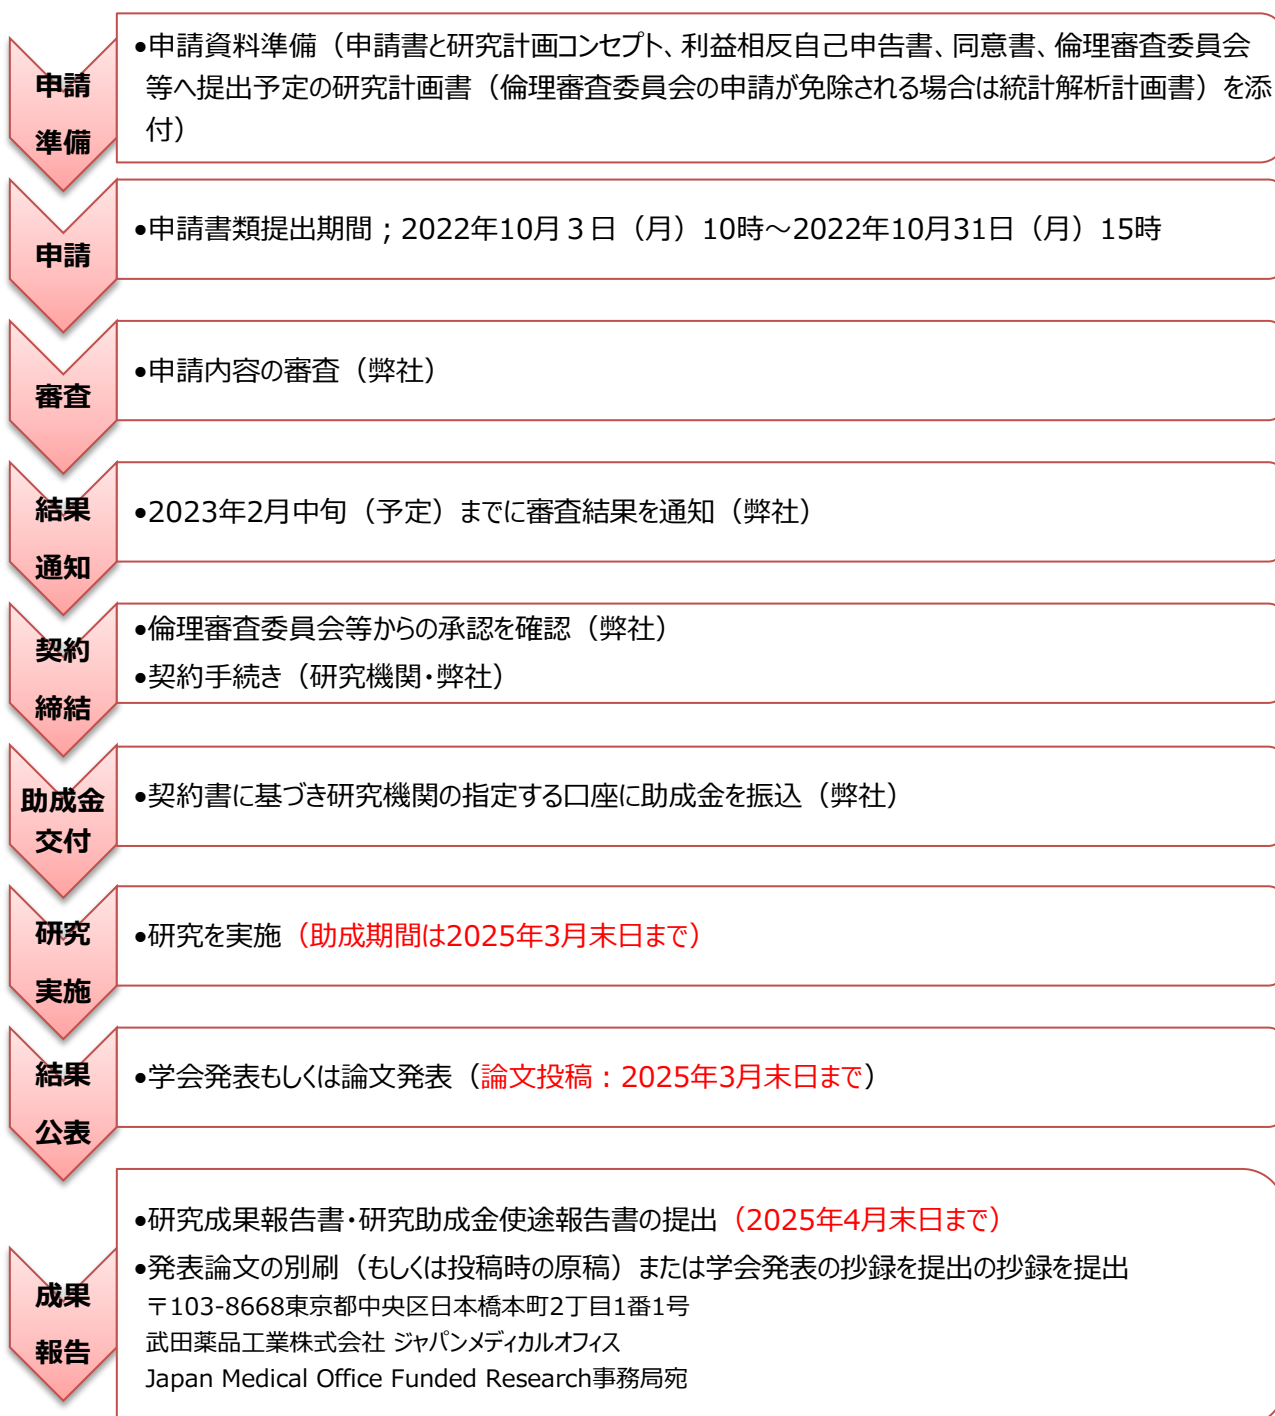 申請
準備
•申請資料準備（申請書と研究計画コンセプト、利益相反自己申告書、同意書、倫理審査委員会
等へ提出予定の研究計画書（倫理審査委員会の申請が免除される場合は統計解析計画書）を添
付）
申請
•申請書類提出期間；2022年10月３日（月）10時～2022年10月31日（月）15時
審査
•申請内容の審査（弊社）
結果
通知
•2023年2月中旬（予定）までに審査結果を通知（弊社）
契約
締結
•倫理審査委員会等からの承認を確認（弊社）
•契約手続き（研究機関・弊社）
助成金
交付
•契約書に基づき研究機関の指定する口座に助成金を振込（弊社）
研究
実施
•研究を実施（助成期間は2025年3月末日まで）
結果
公表
•学会発表もしくは論文発表（論文投稿：2025年3月末日まで）
成果
報告
•研究成果報告書・研究助成金使途報告書の提出（2025年4月末日まで）
•発表論文の別刷（もしくは投稿時の原稿）または学会発表の抄録を提出の抄録を提出
〒103-8668東京都中央区日本橋本町2丁目1番1号
武田薬品工業株式会社 ジャパンメディカルオフィス
Japan Medical Office Funded Research事務局宛